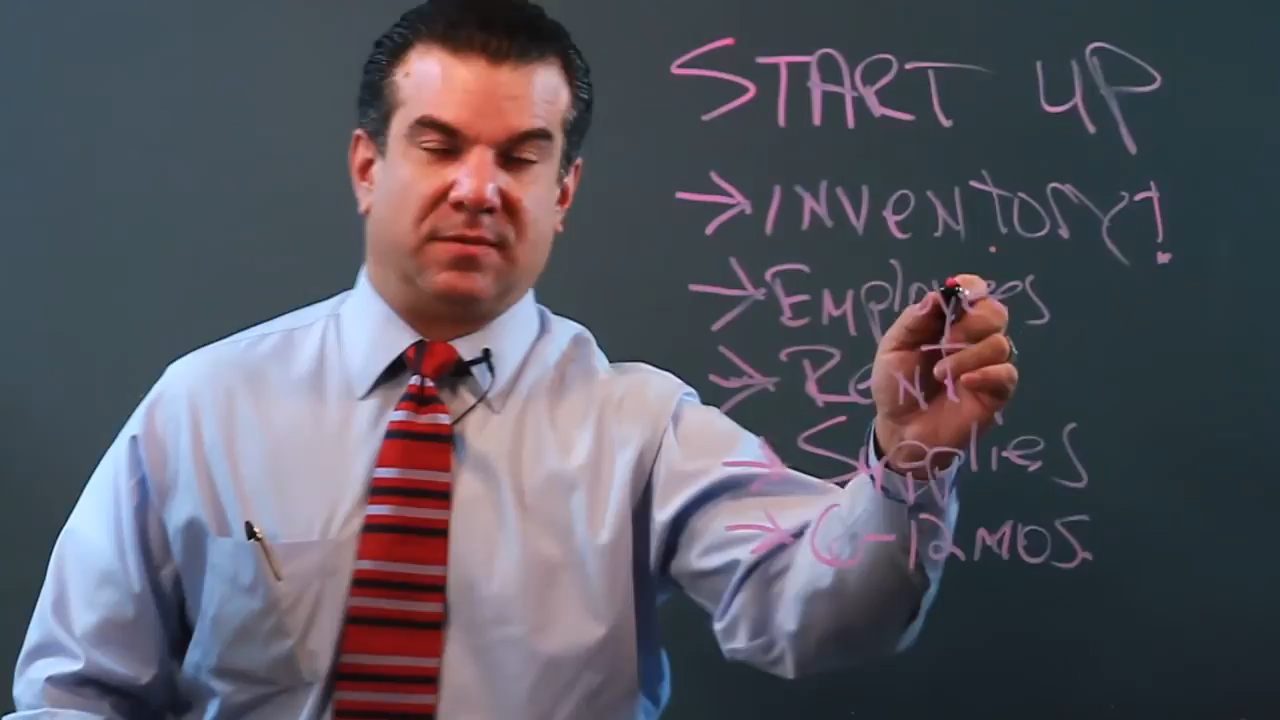 START UP
→ INVENTORY!
→ EMPloyees
→ RENT
→ Supplies
→ 6-12 MOS.